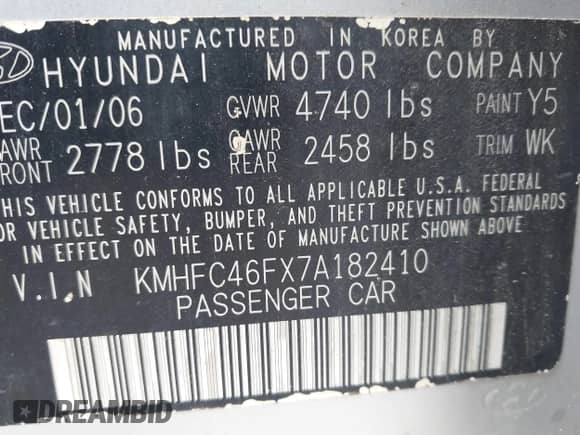 MANUFACTURED IN KOREA BY
HYUNDAI MOTOR COMPANY
EC/01/06 GVWR 4740 lbs PAINT Y5
AWR FRONT 2778 lbs GAWR REAR 2458 lbs TRIM WK
THIS VEHICLE CONFORMS TO ALL APPLICABLE U.S.A. FEDERAL
OR VEHICLE SAFETY, BUMPER, AND THEFT PREVENTION STANDARDS
IN EFFECT ON THE DATE OF MANUFACTURE SHOWN ABOVE
V.I.N KMHFC46FX7A182410
PASSENGER CAR
DREAMBID